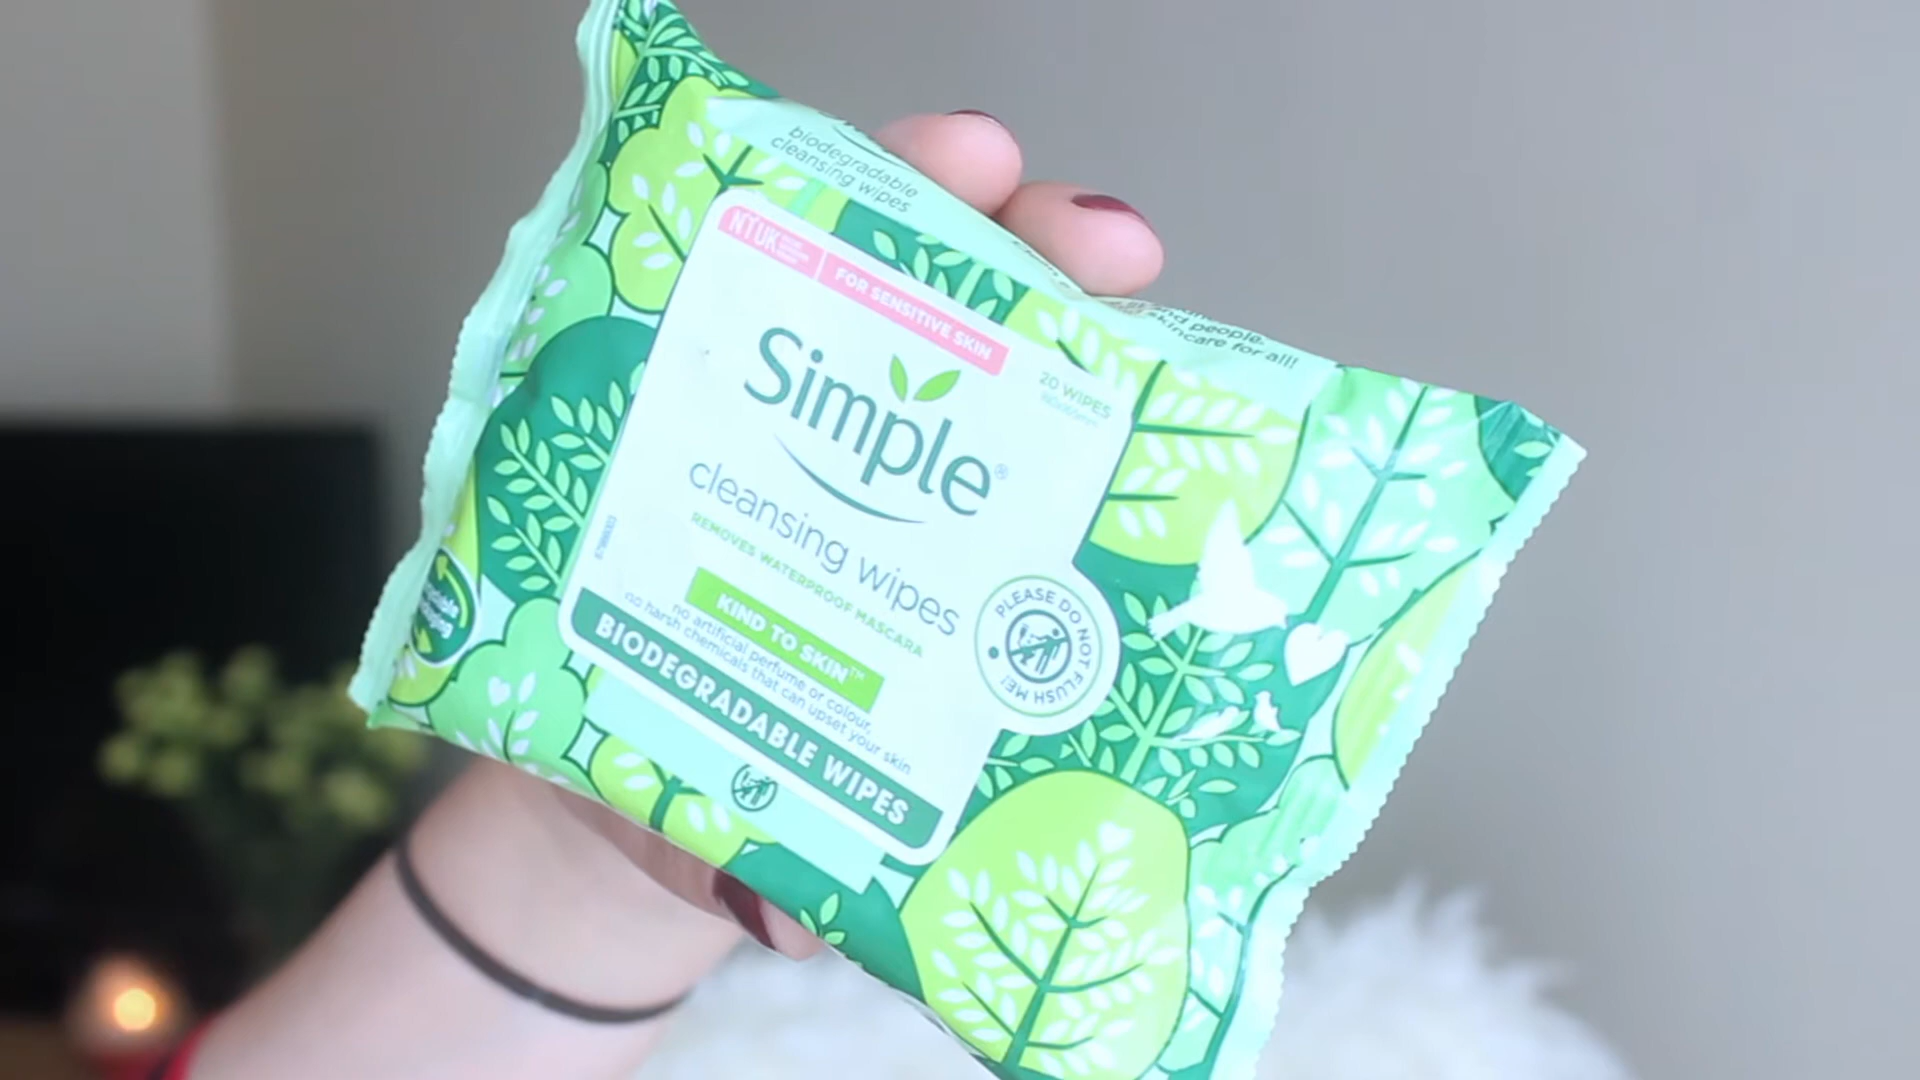 biodegradable
cleansing wipes
and people.
skincare for all!
NTUK
FOR SENSITIVE SKIN
20 WIPES
Simple®
cleansing wipes
REMOVES WATERPROOF MASCARA
KIND TO SKIN™
no artificial perfume or colour,
no harsh chemicals that can upset your skin
BIODEGRADABLE WIPES
PLEASE DO NOT FLUSH ME!